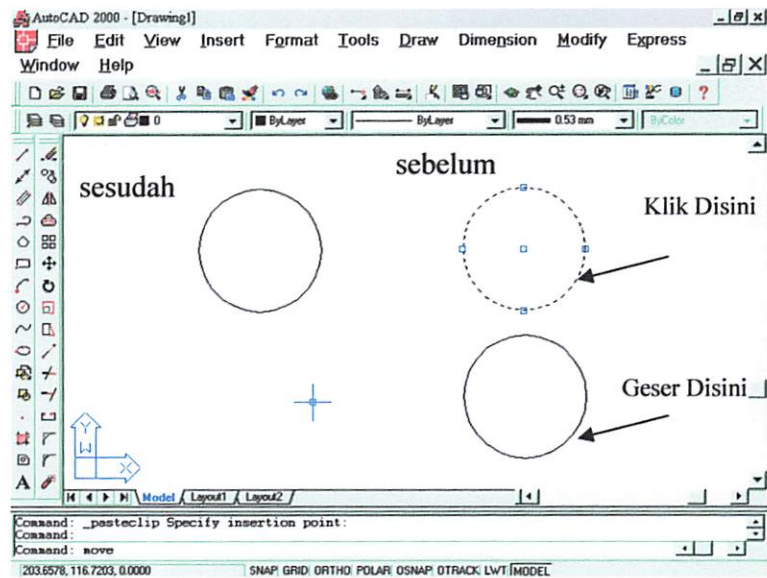 AutoCAD 2000 - [Drawing1]
File Edit View Insert Format Tools Draw Dimension Modify Express
Window Help
0 ByLayer ByLayer 0.53 mm ByColor
sebelum
sesudah
Klik Disini
Geser Disini
Y
W
X
A
Model Layout1 Layout2
Command: _pasteclip Specify insertion point:
Command:
Command: move
203.6578, 116.7203, 0.0000 SNAP GRID ORTHO POLAR OSNAP OTRACK LWT MODEL